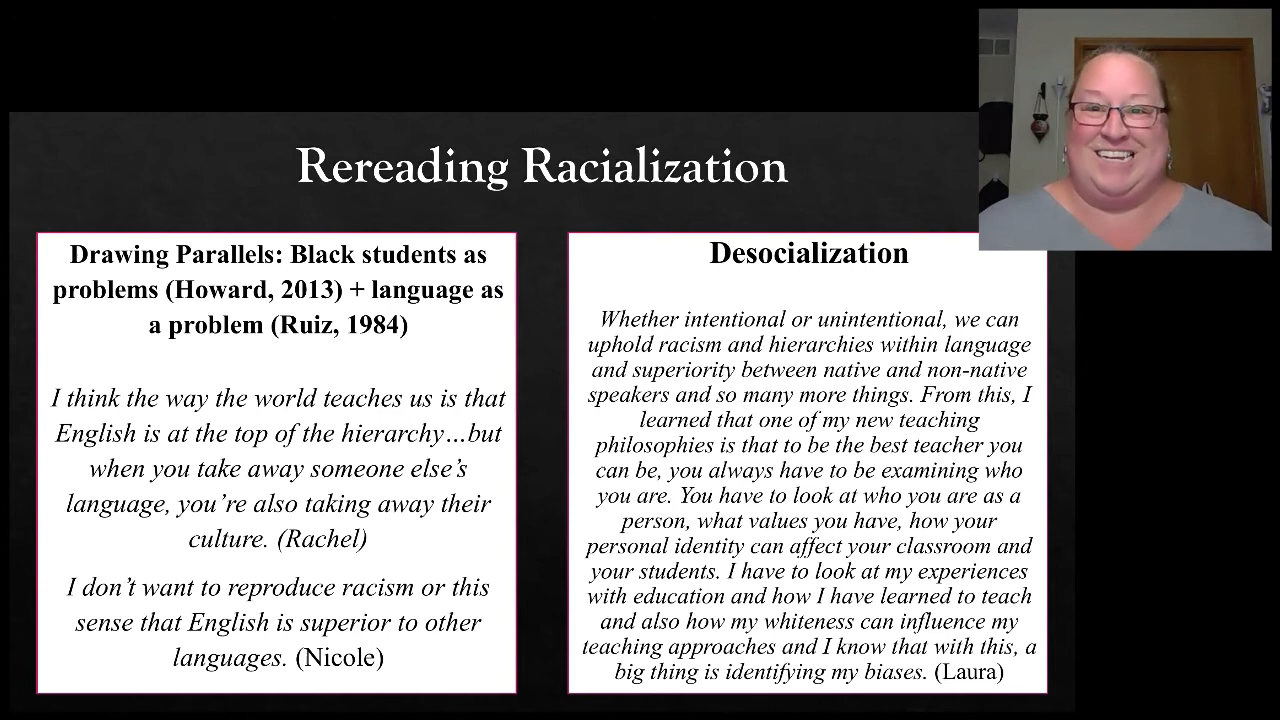 Rereading Racialization
Drawing Parallels: Black students as
problems (Howard, 2013) + language as
a problem (Ruiz, 1984)
I think the way the world teaches us is that
English is at the top of the hierarchy…but
when you take away someone else’s
language, you’re also taking away their
culture. (Rachel)
I don’t want to reproduce racism or this
sense that English is superior to other
languages. (Nicole)
Desocialization
Whether intentional or unintentional, we can
uphold racism and hierarchies within language
and superiority between native and non-native
speakers and so many more things. From this, I
learned that one of my new teaching
philosophies is that to be the best teacher you
can be, you always have to be examining who
you are. You have to look at who you are as a
person, what values you have, how your
personal identity can affect your classroom and
your students. I have to look at my experiences
with education and how I have learned to teach
and also how my whiteness can influence my
teaching approaches and I know that with this, a
big thing is identifying my biases. (Laura)